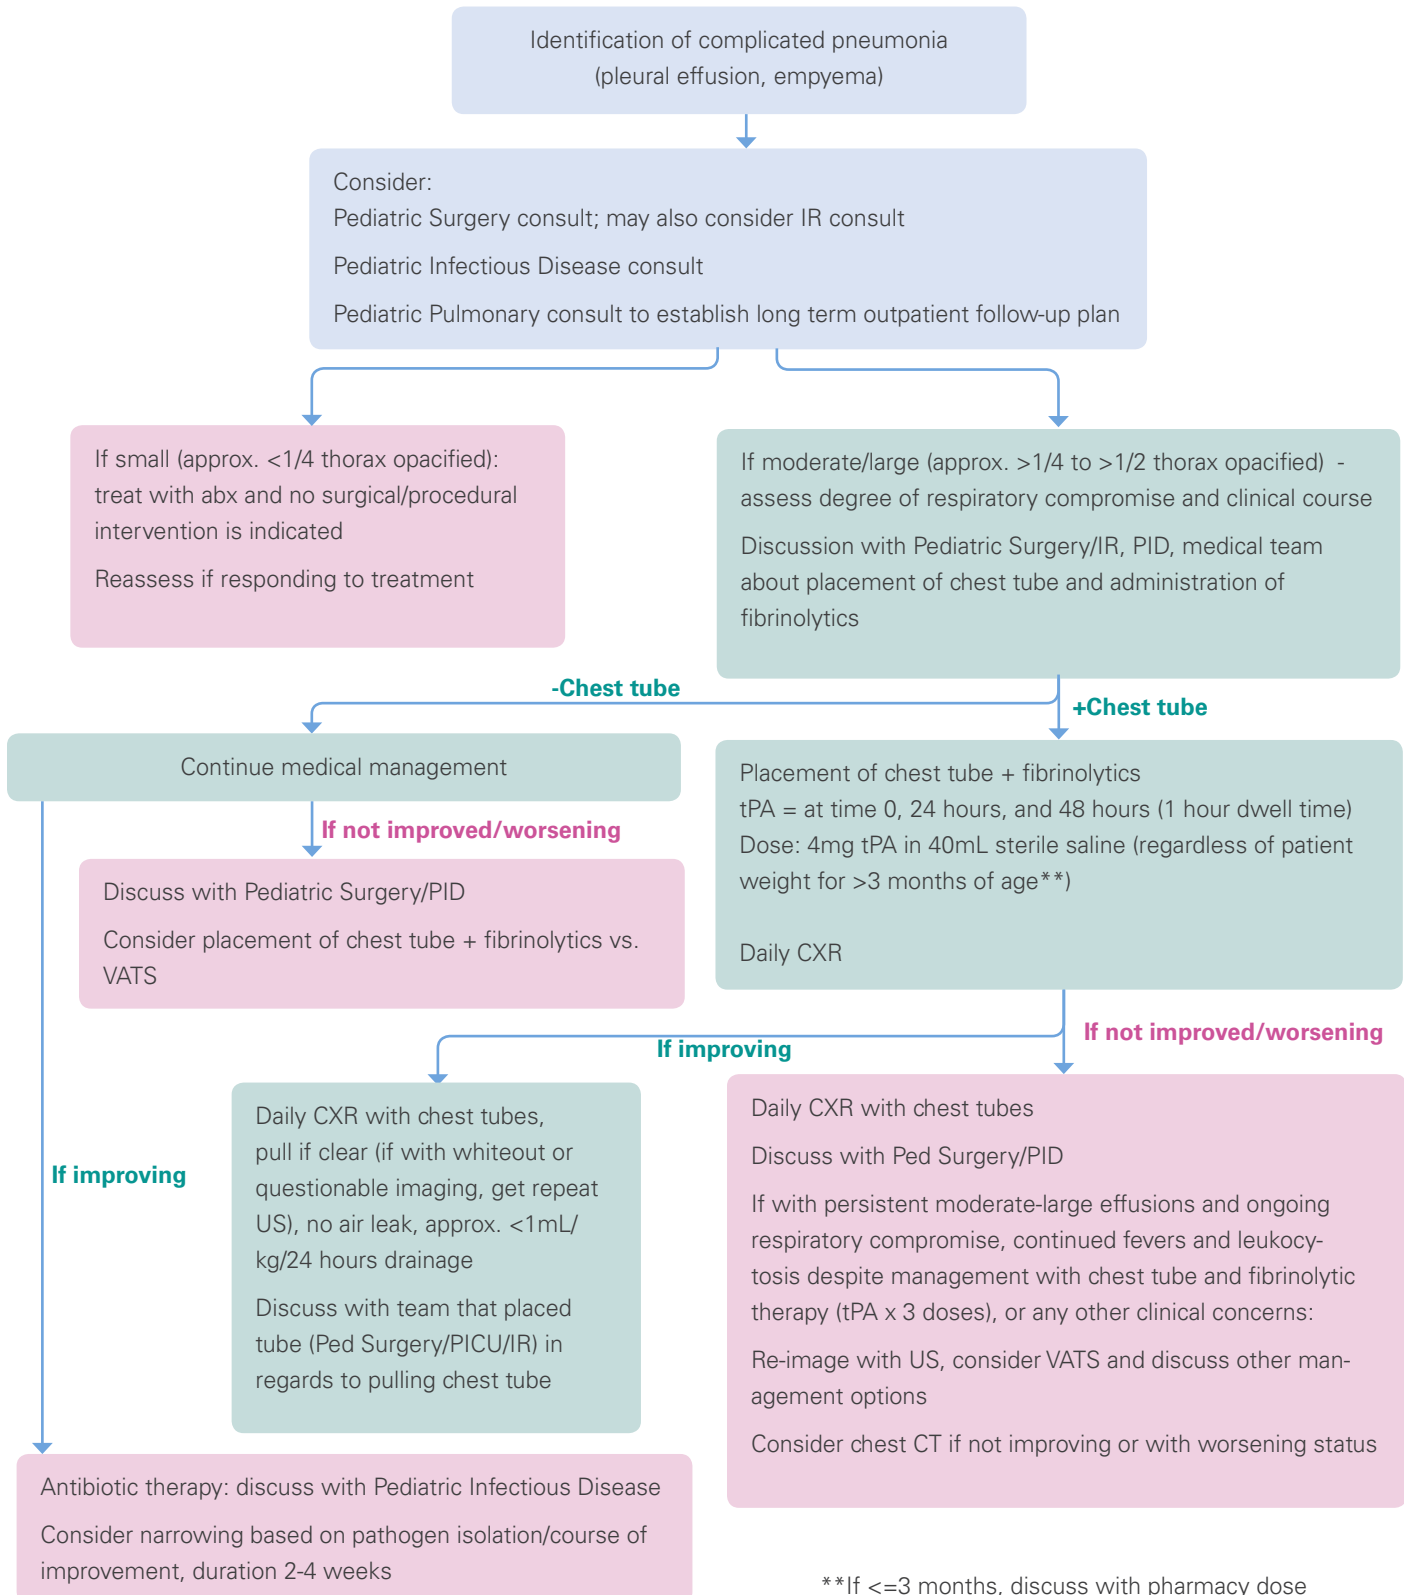 Identification of complicated pneumonia
(pleural effusion, empyema)
Consider:
Pediatric Surgery consult; may also consider IR consult
Pediatric Infectious Disease consult
Pediatric Pulmonary consult to establish long term outpatient follow-up plan
If small (approx. <1/4 thorax opacified):
treat with abx and no surgical/procedural
intervention is indicated
Reassess if responding to treatment
If moderate/large (approx. >1/4 to >1/2 thorax opacified) -
assess degree of respiratory compromise and clinical course
Discussion with Pediatric Surgery/IR, PID, medical team
about placement of chest tube and administration of
fibrinolytics
-Chest tube
+Chest tube
Continue medical management
If not improved/worsening
Discuss with Pediatric Surgery/PID
Consider placement of chest tube + fibrinolytics vs.
VATS
Placement of chest tube + fibrinolytics
tPA = at time 0, 24 hours, and 48 hours (1 hour dwell time)
Dose: 4mg tPA in 40mL sterile saline (regardless of patient
weight for >3 months of age**)
Daily CXR
If improving
If not improved/worsening
Daily CXR with chest tubes,
pull if clear (if with whiteout or
questionable imaging, get repeat
US), no air leak, approx. <1mL/
kg/24 hours drainage
Discuss with team that placed
tube (Ped Surgery/PICU/IR) in
regards to pulling chest tube
Daily CXR with chest tubes
Discuss with Ped Surgery/PID
If with persistent moderate-large effusions and ongoing
respiratory compromise, continued fevers and leukocy-
tosis despite management with chest tube and fibrinolytic
therapy (tPA x 3 doses), or any other clinical concerns:
Re-image with US, consider VATS and discuss other man-
agement options
Consider chest CT if not improving or with worsening status
If improving
Antibiotic therapy: discuss with Pediatric Infectious Disease
Consider narrowing based on pathogen isolation/course of
improvement, duration 2-4 weeks
**If <=3 months, discuss with pharmacy dose